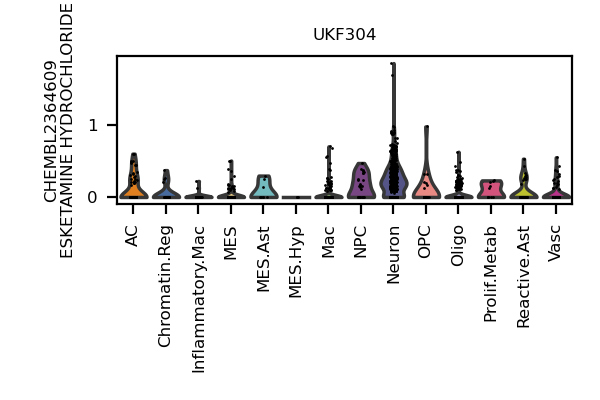 UKF304
CHEMBL2364609
ESKETAMINE HYDROCHLORIDE
1
0
AC
Chromatin.Reg
Inflammatory.Mac
MES
MES.Ast
MES.Hyp
Mac
NPC
Neuron
OPC
Oligo
Prolif.Metab
Reactive.Ast
Vasc